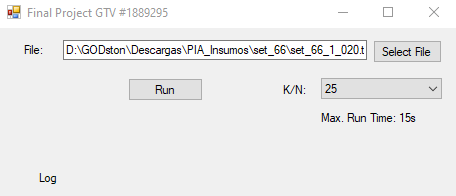 Final Project GTV #1889295
File: D:\GODston\Descargas\PIA_Insumos\set_66\set_66_1_020.t Select File
Run K/N: 25
Max. Run Time: 15s
Log